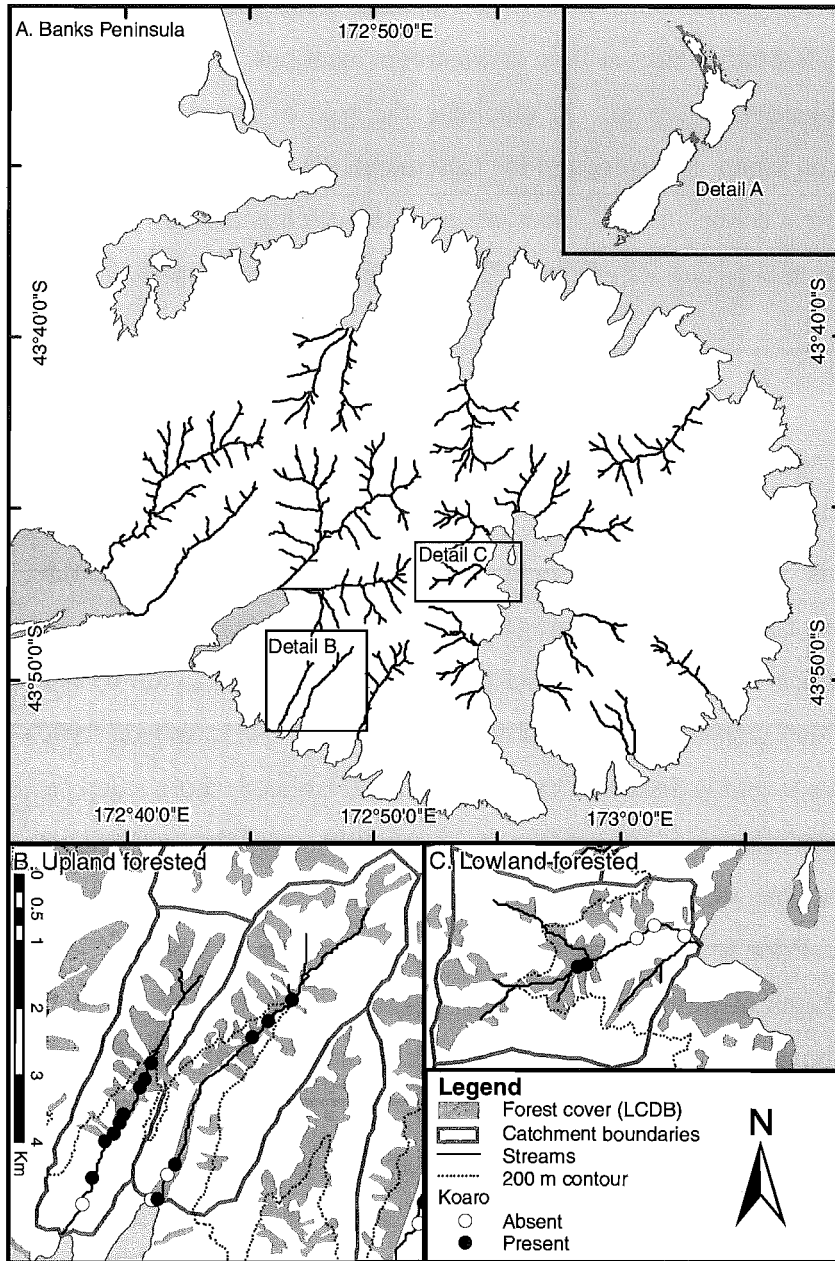 A. Banks Peninsula
172°50'0"E
Detail A
43°40'0"S
43°40'0"S
Detail C
Detail B
43°50'0"S
43°50'0"S
172°40'0"E
172°50'0"E
173°0'0"E
B. Upland forested
C. Lowland forested
0
0.5
1
2
3
4
Km
Legend
Forest cover (LCDB)
Catchment boundaries
Streams
200 m contour
Koaro
Absent
Present
N